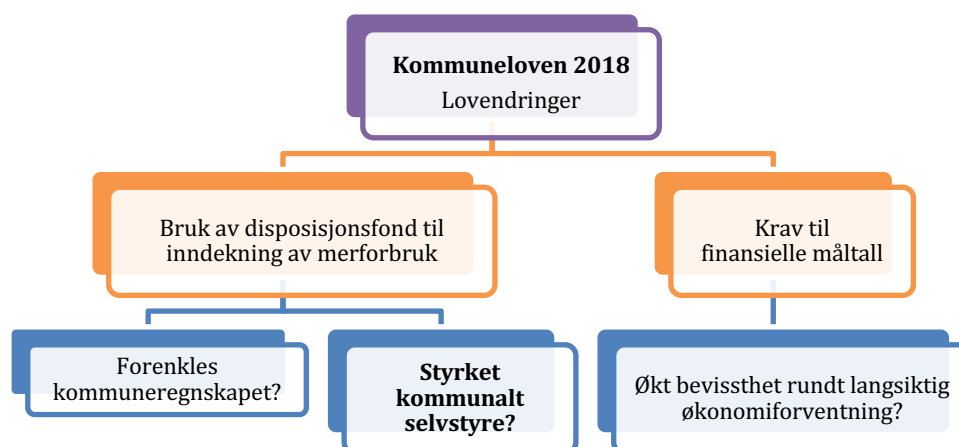 Kommuneloven 2018
Lovendringer
Bruk av disposisjonsfond til
inndekning av merforbruk
Krav til
finansielle måltall
Forenkles
kommuneregnskapet?
Styrket
kommunalt
selvstyre?
Økt bevissthet rundt langsiktig
økonomiforventning?